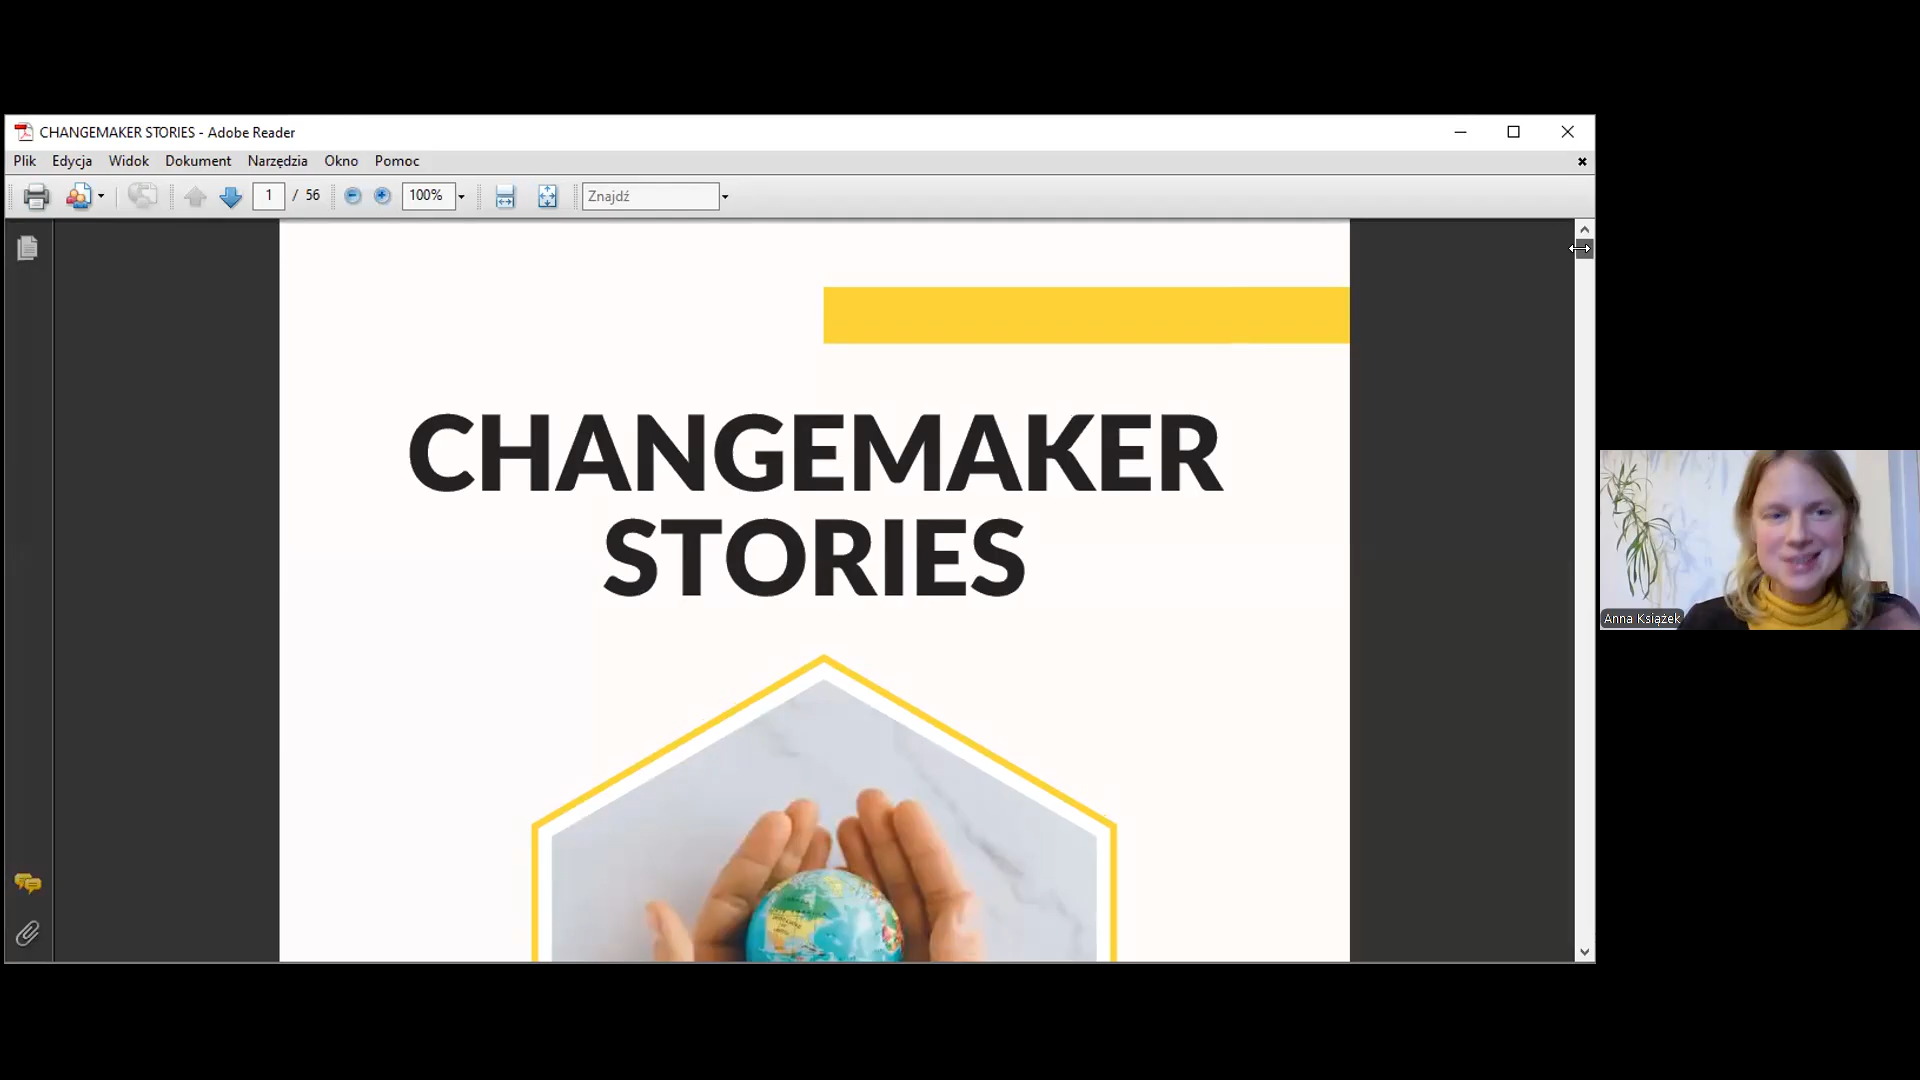 CHANGEMAKER STORIES - Adobe Reader
Plik Edycja Widok Dokument Narzędzia Okno Pomoc
1 / 56 100% Znajdź
CHANGEMAKER
STORIES
Anna Książek